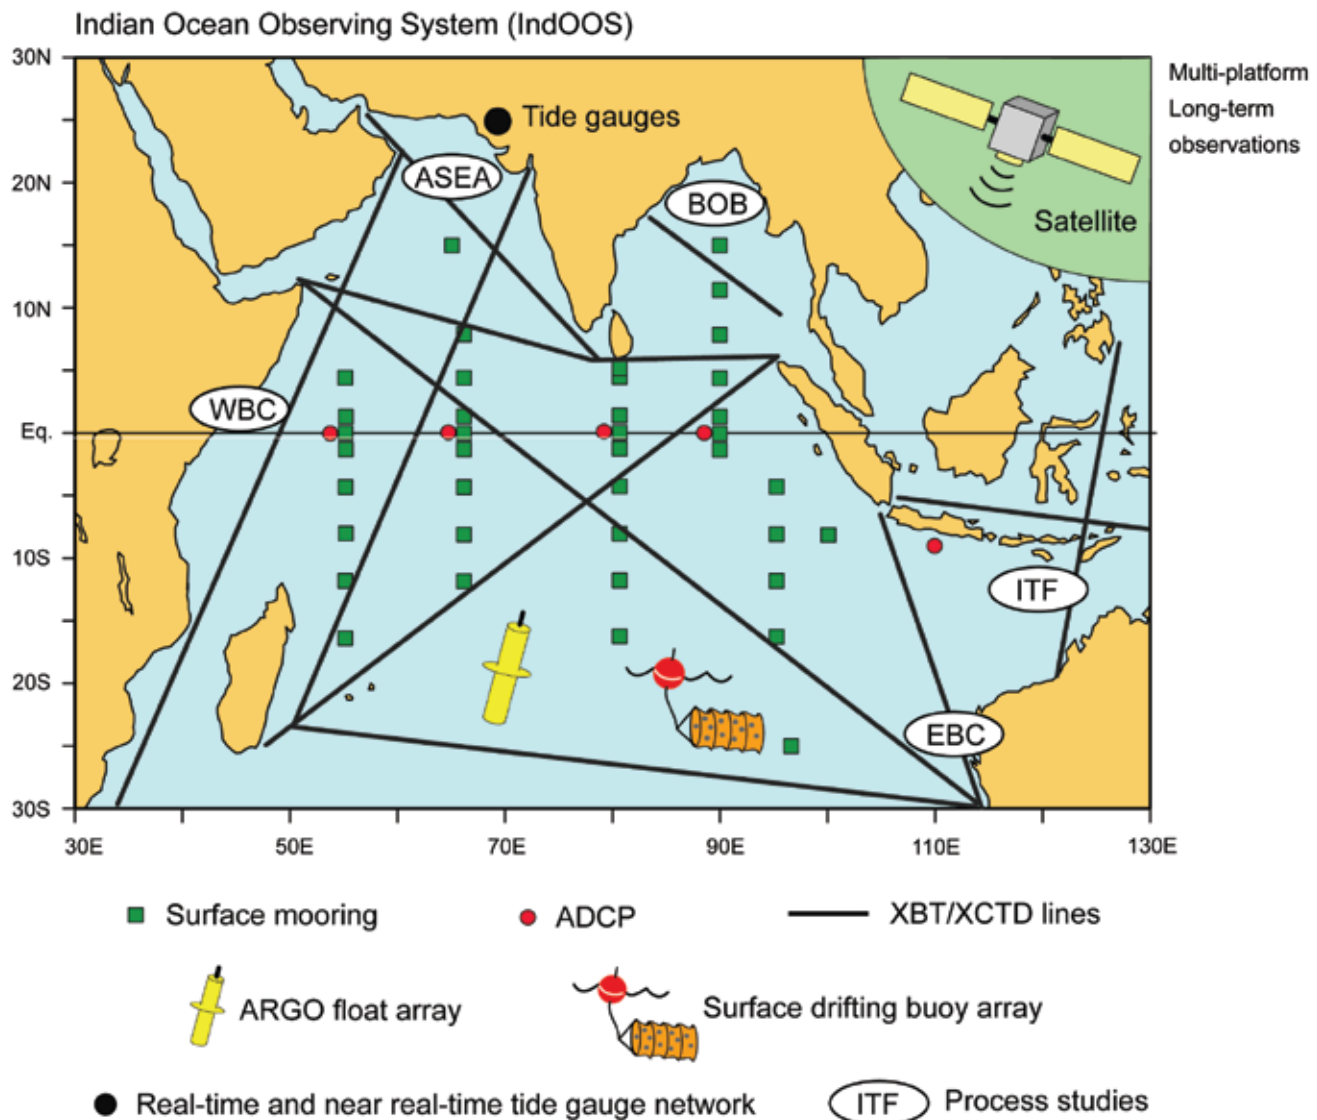 Indian Ocean Observing System (IndOOS)
30N
20N
10N
Eq.
10S
20S
30S
30E
50E
70E
90E
110E
130E
Multi-platform
Long-term
observations
Tide gauges
Satellite
ASEA
BOB
WBC
ITF
EBC
Surface mooring
ADCP
XBT/XCTD lines
ARGO float array
Surface drifting buoy array
Real-time and near real-time tide gauge network
ITF
Process studies